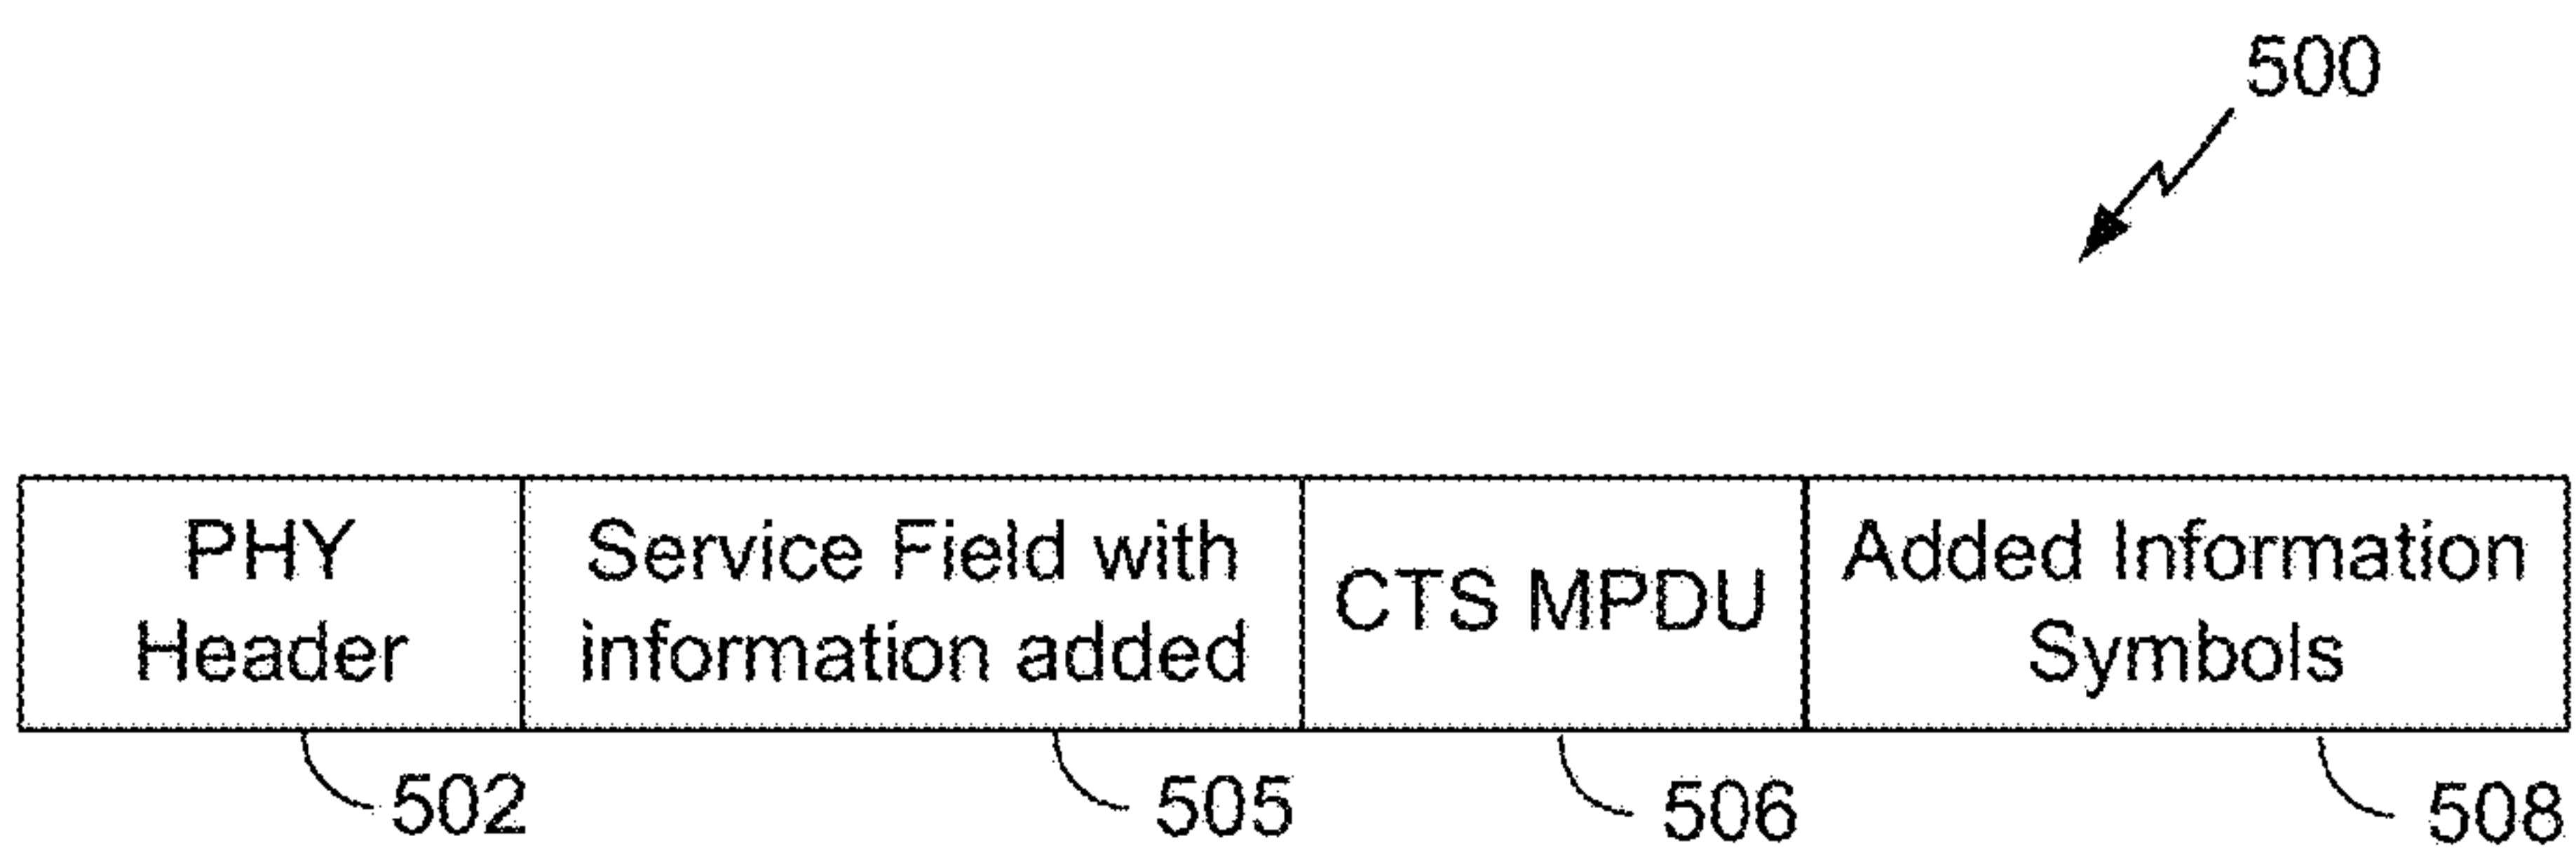 500
PHY
Header
Service Field with
information added
CTS MPDU
Added Information
Symbols
502
505
506
508